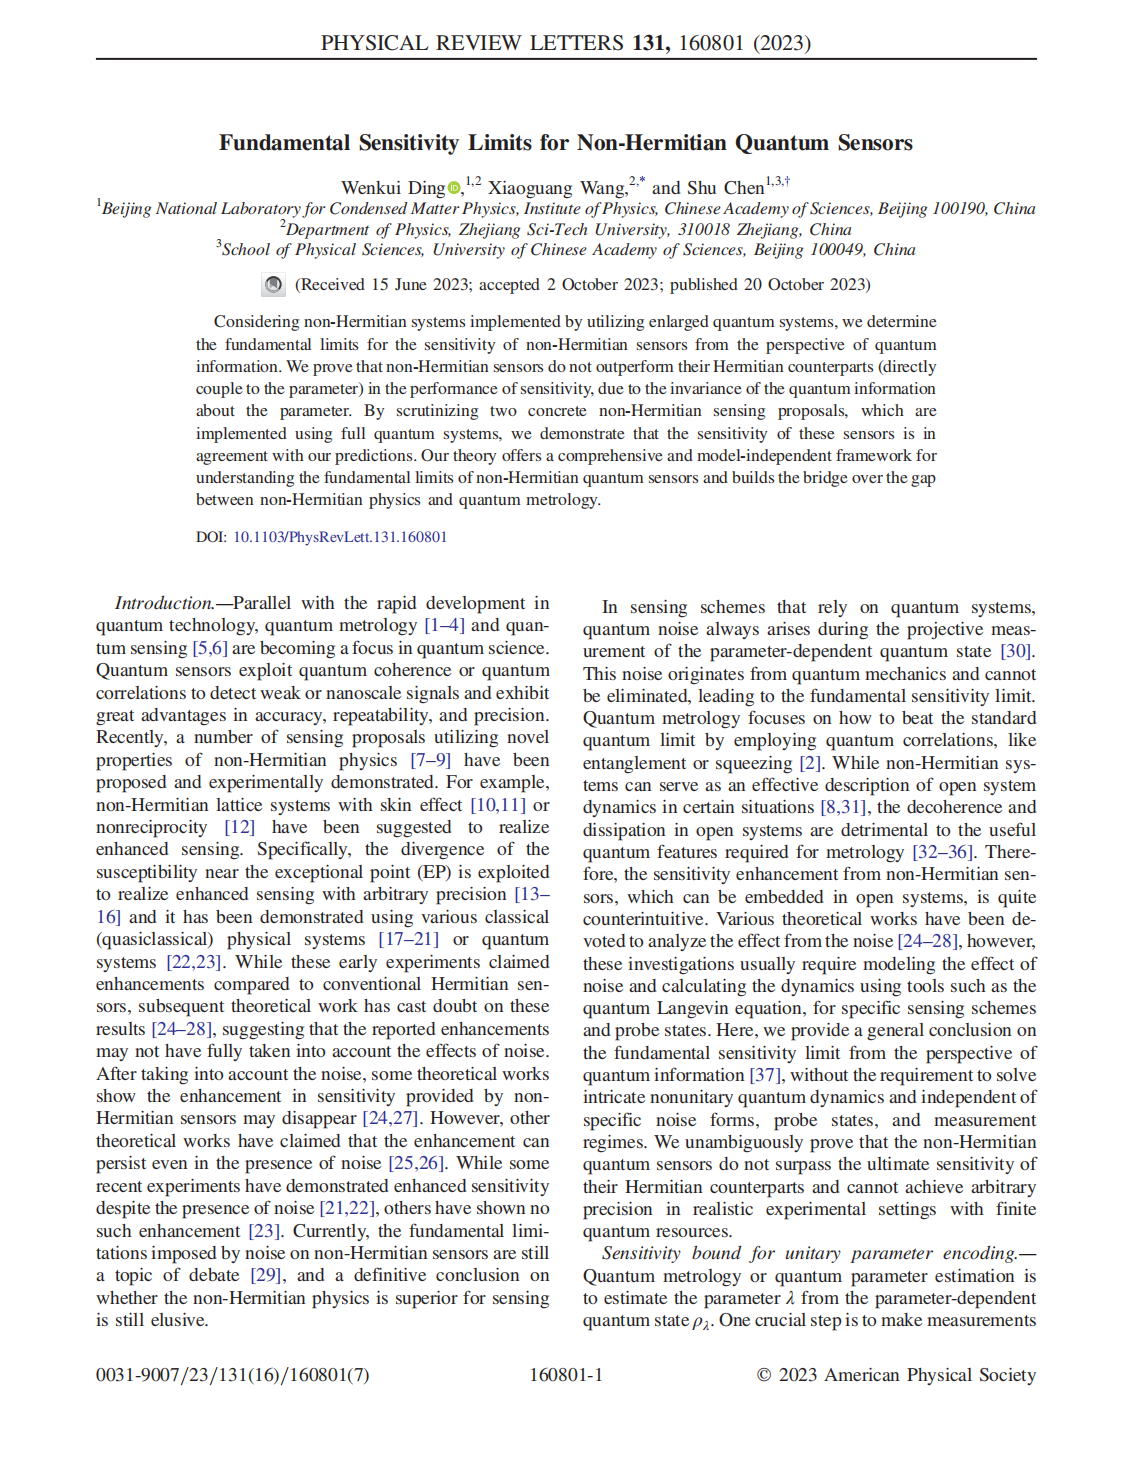 PHYSICAL REVIEW LETTERS 131, 160801 (2023)
Fundamental Sensitivity Limits for Non-Hermitian Quantum Sensors
Wenkui Ding,1,2 Xiaoguang Wang,2,* and Shu Chen1,3,†
1Beijing National Laboratory for Condensed Matter Physics, Institute of Physics, Chinese Academy of Sciences, Beijing 100190, China
2Department of Physics, Zhejiang Sci-Tech University, 310018 Zhejiang, China
3School of Physical Sciences, University of Chinese Academy of Sciences, Beijing 100049, China
(Received 15 June 2023; accepted 2 October 2023; published 20 October 2023)
Considering non-Hermitian systems implemented by utilizing enlarged quantum systems, we determine
the fundamental limits for the sensitivity of non-Hermitian sensors from the perspective of quantum
information. We prove that non-Hermitian sensors do not outperform their Hermitian counterparts (directly
couple to the parameter) in the performance of sensitivity, due to the invariance of the quantum information
about the parameter. By scrutinizing two concrete non-Hermitian sensing proposals, which are
implemented using full quantum systems, we demonstrate that the sensitivity of these sensors is in
agreement with our predictions. Our theory offers a comprehensive and model-independent framework for
understanding the fundamental limits of non-Hermitian quantum sensors and builds the bridge over the gap
between non-Hermitian physics and quantum metrology.
DOI: 10.1103/PhysRevLett.131.160801
Introduction.—Parallel with the rapid development in
quantum technology, quantum metrology [1–4] and quan-
tum sensing [5,6] are becoming a focus in quantum science.
Quantum sensors exploit quantum coherence or quantum
correlations to detect weak or nanoscale signals and exhibit
great advantages in accuracy, repeatability, and precision.
Recently, a number of sensing proposals utilizing novel
properties of non-Hermitian physics [7–9] have been
proposed and experimentally demonstrated. For example,
non-Hermitian lattice systems with skin effect [10,11] or
nonreciprocity [12] have been suggested to realize
enhanced sensing. Specifically, the divergence of the
susceptibility near the exceptional point (EP) is exploited
to realize enhanced sensing with arbitrary precision [13–
16] and it has been demonstrated using various classical
(quasiclassical) physical systems [17–21] or quantum
systems [22,23]. While these early experiments claimed
enhancements compared to conventional Hermitian sen-
sors, subsequent theoretical work has cast doubt on these
results [24–28], suggesting that the reported enhancements
may not have fully taken into account the effects of noise.
After taking into account the noise, some theoretical works
show the enhancement in sensitivity provided by non-
Hermitian sensors may disappear [24,27]. However, other
theoretical works have claimed that the enhancement can
persist even in the presence of noise [25,26]. While some
recent experiments have demonstrated enhanced sensitivity
despite the presence of noise [21,22], others have shown no
such enhancement [23]. Currently, the fundamental limi-
tations imposed by noise on non-Hermitian sensors are still
a topic of debate [29], and a definitive conclusion on
whether the non-Hermitian physics is superior for sensing
is still elusive.
In sensing schemes that rely on quantum systems,
quantum noise always arises during the projective meas-
urement of the parameter-dependent quantum state [30].
This noise originates from quantum mechanics and cannot
be eliminated, leading to the fundamental sensitivity limit.
Quantum metrology focuses on how to beat the standard
quantum limit by employing quantum correlations, like
entanglement or squeezing [2]. While non-Hermitian sys-
tems can serve as an effective description of open system
dynamics in certain situations [8,31], the decoherence and
dissipation in open systems are detrimental to the useful
quantum features required for metrology [32–36]. There-
fore, the sensitivity enhancement from non-Hermitian sen-
sors, which can be embedded in open systems, is quite
counterintuitive. Various theoretical works have been de-
voted to analyze the effect from the noise [24–28], however,
these investigations usually require modeling the effect of
noise and calculating the dynamics using tools such as the
quantum Langevin equation, for specific sensing schemes
and probe states. Here, we provide a general conclusion on
the fundamental sensitivity limit from the perspective of
quantum information [37], without the requirement to solve
intricate nonunitary quantum dynamics and independent of
specific noise forms, probe states, and measurement
regimes. We unambiguously prove that the non-Hermitian
quantum sensors do not surpass the ultimate sensitivity of
their Hermitian counterparts and cannot achieve arbitrary
precision in realistic experimental settings with finite
quantum resources.
Sensitivity bound for unitary parameter encoding.—
Quantum metrology or quantum parameter estimation is
to estimate the parameter λ from the parameter-dependent
quantum state ρλ. One crucial step is to make measurements
0031-9007/23/131(16)/160801(7)
160801-1
© 2023 American Physical Society